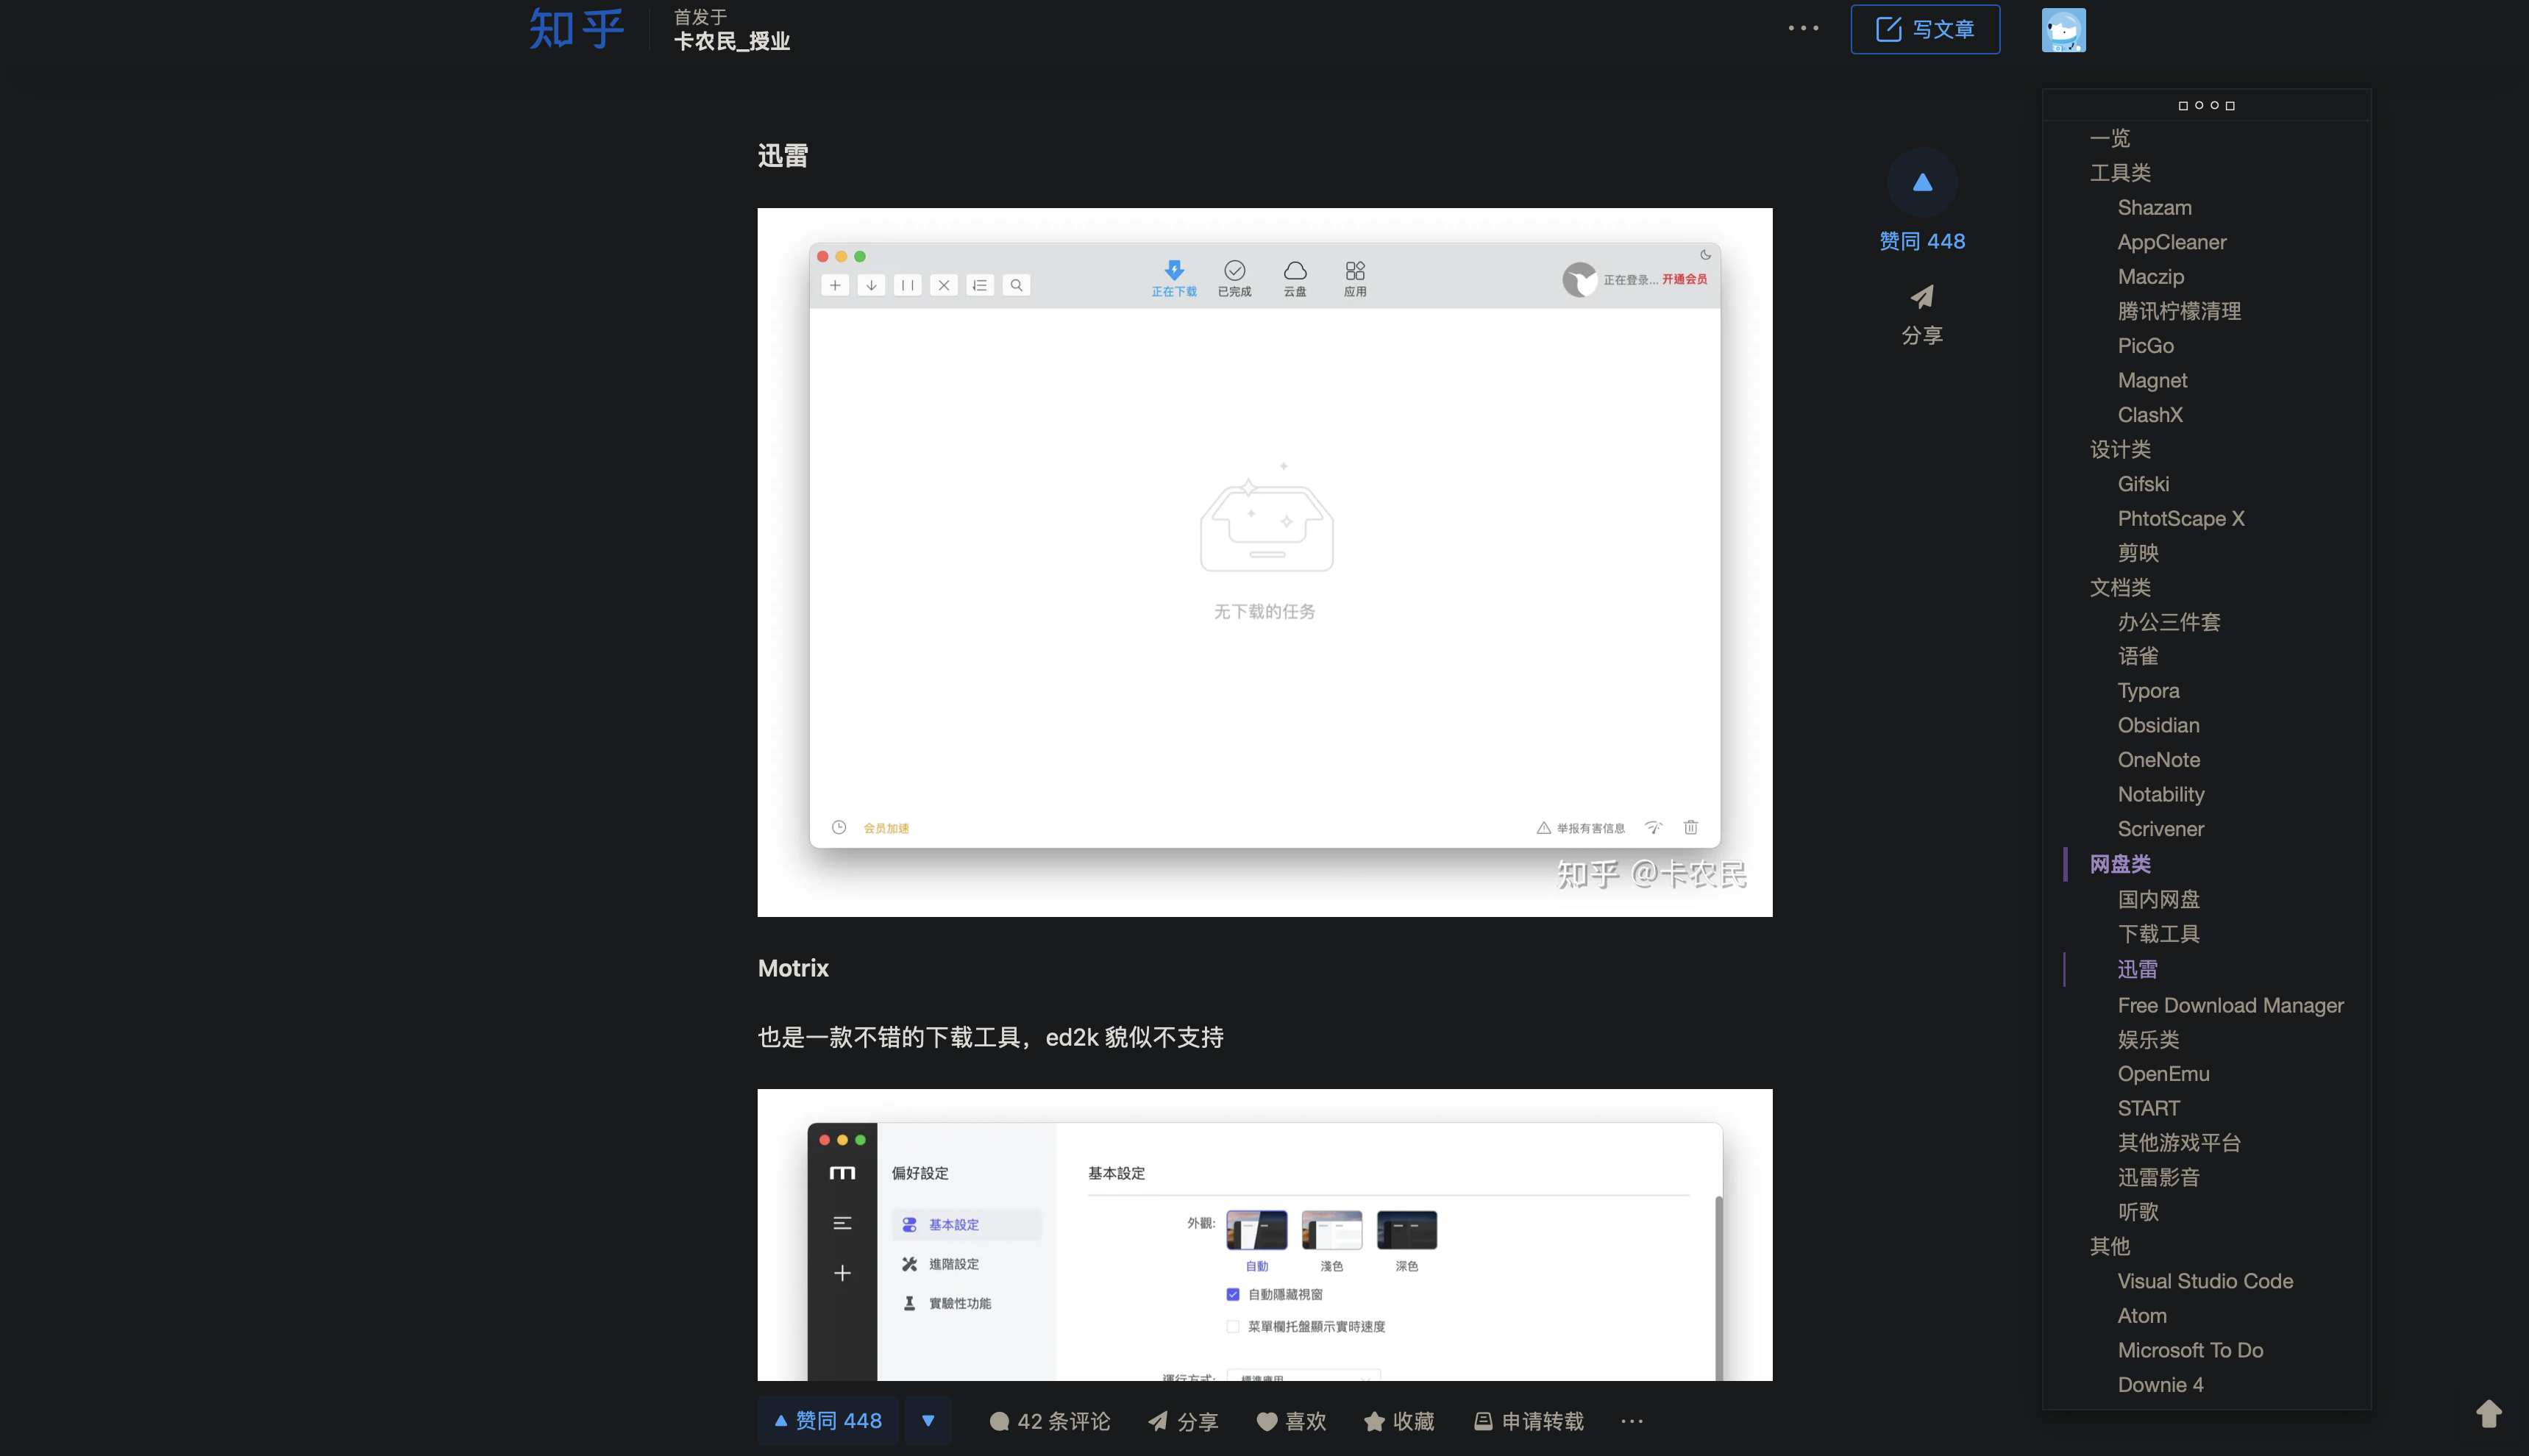 知乎
首发于
卡农民_授业
写文章
迅雷
正在下载
已完成
云盘
应用
正在登录... 开通会员
无下载的任务
会员加速
举报有害信息
知乎 @卡农民
Motrix
也是一款不错的下载工具，ed2k 貌似不支持
偏好設定
基本設定
進階設定
實驗性功能
基本設定
外觀:
自動
淺色
深色
自動隱藏視窗
菜單欄托盤顯示實時速度
運行方式:
標準應用
赞同 448
42 条评论
分享
喜欢
收藏
申请转载
赞同 448
分享
一览
工具类
Shazam
AppCleaner
Maczip
腾讯柠檬清理
PicGo
Magnet
ClashX
设计类
Gifski
PhtotScape X
剪映
文档类
办公三件套
语雀
Typora
Obsidian
OneNote
Notability
Scrivener
网盘类
国内网盘
下载工具
迅雷
Free Download Manager
娱乐类
OpenEmu
START
其他游戏平台
迅雷影音
听歌
其他
Visual Studio Code
Atom
Microsoft To Do
Downie 4